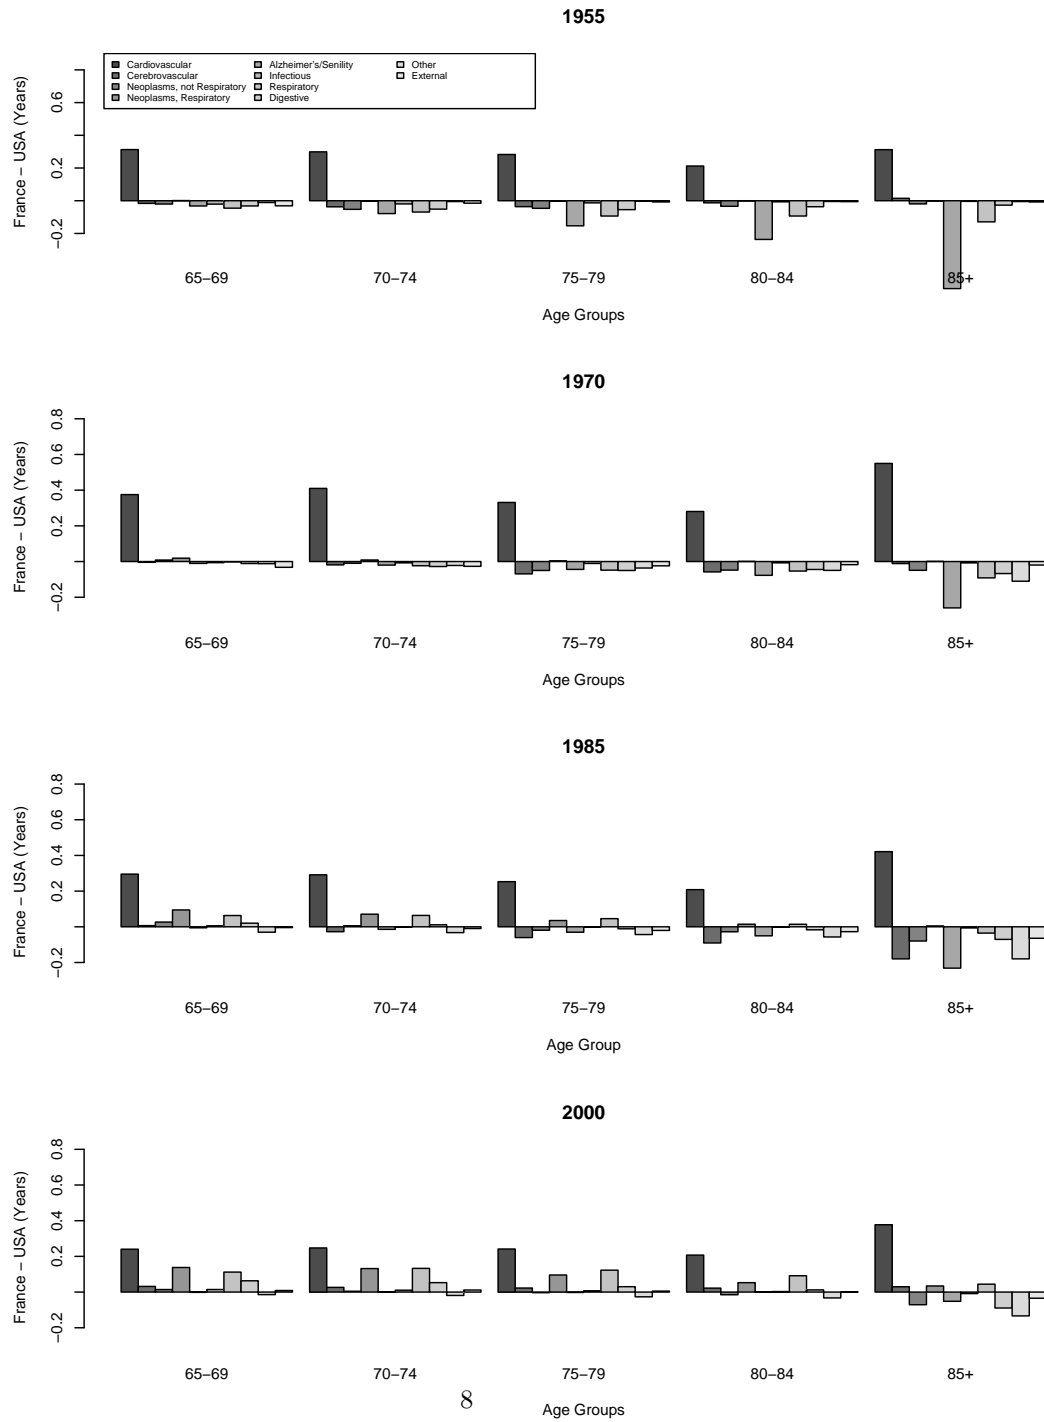 1955
Cardiovascular
Cerebrovascular
Neoplasms, not Respiratory
Neoplasms, Respiratory
Alzheimer's/Senility
Infectious
Respiratory
Digestive
Other
External
France − USA (Years)
0.6
0.2
−0.2
65−69 70−74 75−79 80−84 85+
Age Groups
1970
France − USA (Years)
0.8
0.6
0.4
0.2
−0.2
65−69 70−74 75−79 80−84 85+
Age Groups
1985
France − USA (Years)
0.8
0.6
0.4
0.2
−0.2
65−69 70−74 75−79 80−84 85+
Age Group
2000
France − USA (Years)
0.8
0.6
0.4
0.2
−0.2
65−69 70−74 75−79 80−84 85+
8
Age Groups